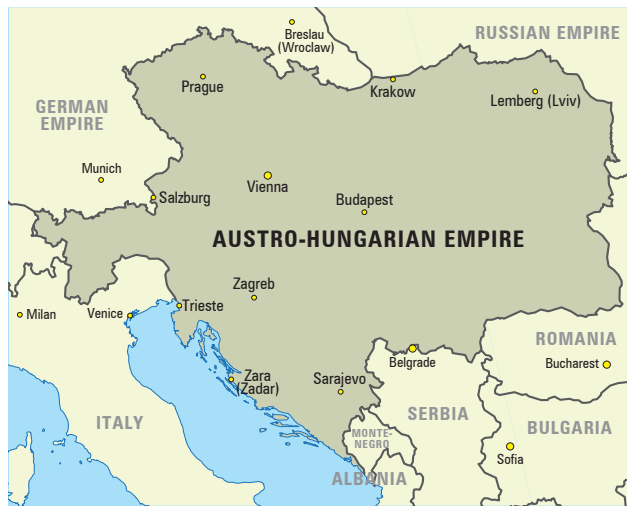 Breslau
(Wroclaw)
RUSSIAN EMPIRE
Prague
Krakow
Lemberg (Lviv)
GERMAN
EMPIRE
Munich
Salzburg
Vienna
Budapest
AUSTRO-HUNGARIAN EMPIRE
Zagreb
Milan
Venice
Trieste
ROMANIA
Belgrade
Bucharest
Zara
(Zadar)
Sarajevo
ITALY
SERBIA
BULGARIA
MONTE-
NEGRO
Sofia
ALBANIA